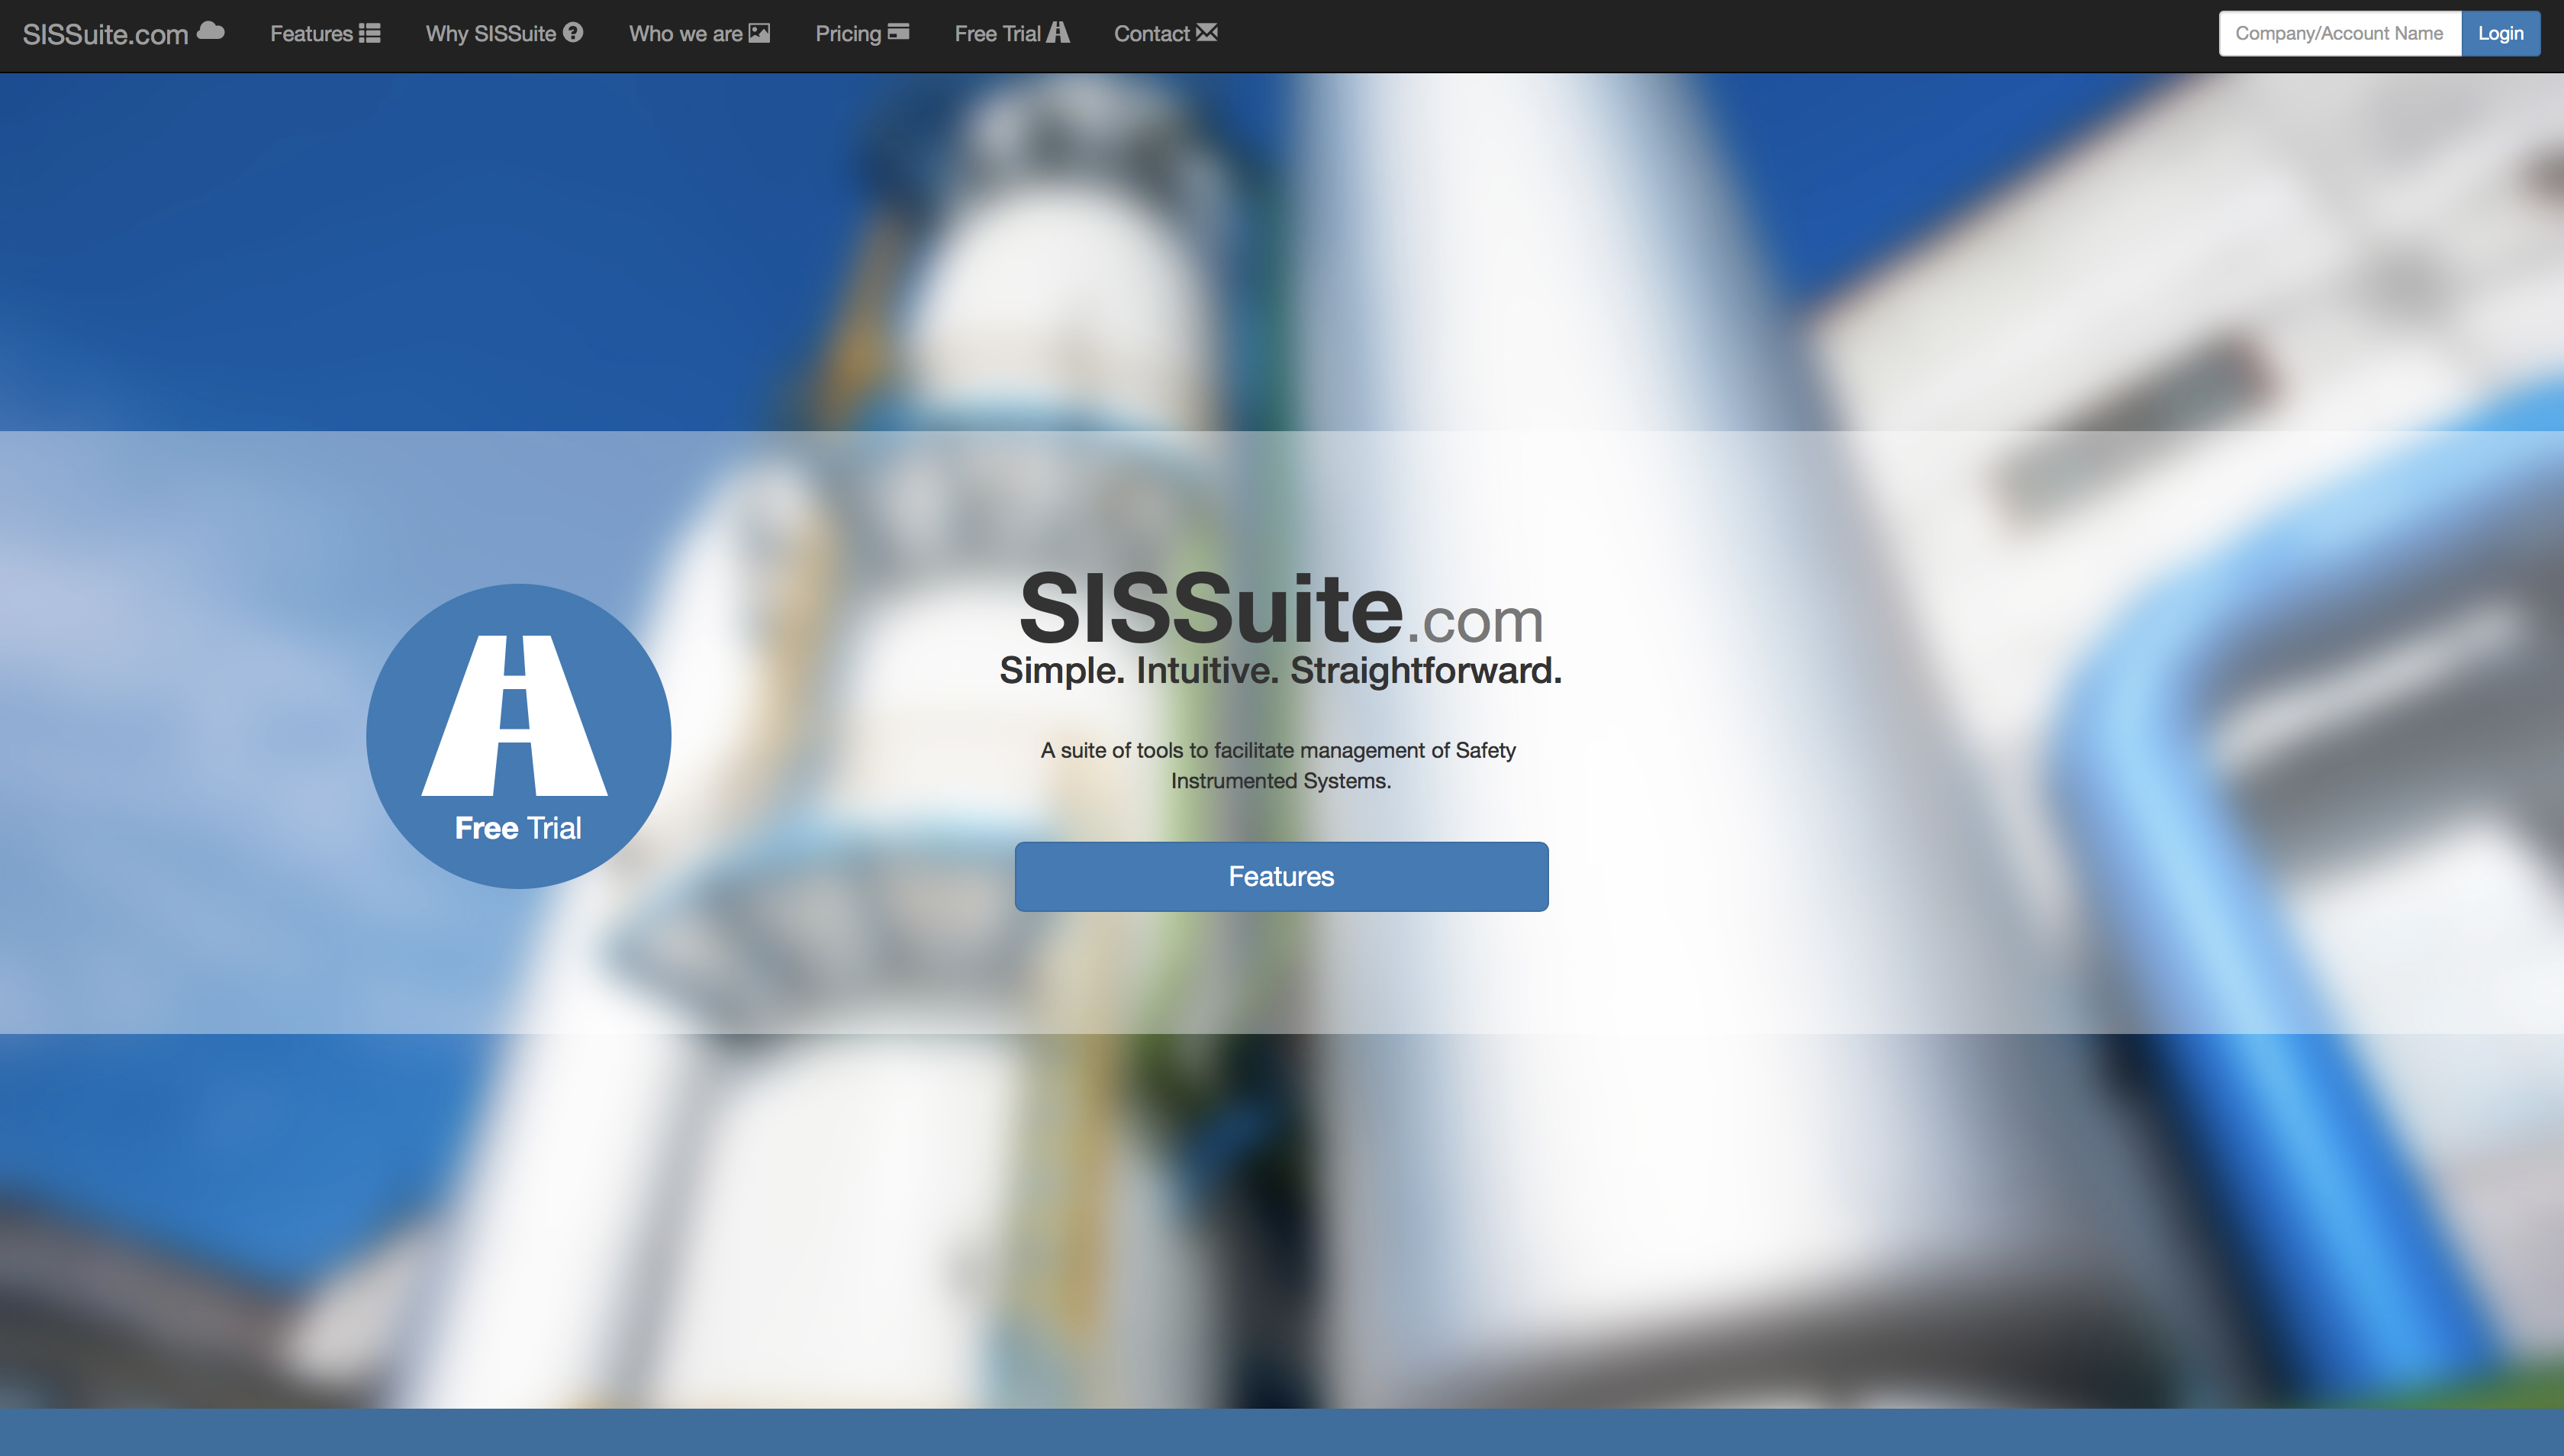 SISSuite.com Features Why SISSuite Who we are Pricing Free Trial Contact Company/Account Name Login
SISSuite.com
Simple. Intuitive. Straightforward.
A suite of tools to facilitate management of Safety
Instrumented Systems.
Free Trial
Features